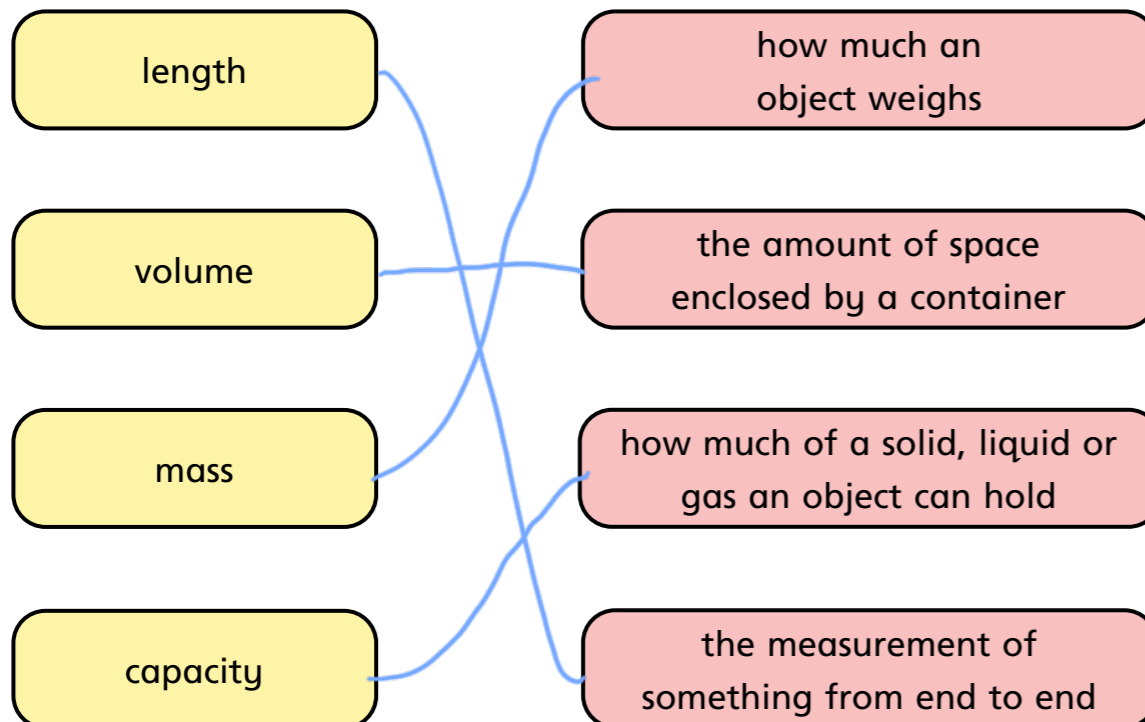 length
how much an
object weighs
volume
the amount of space
enclosed by a container
mass
how much of a solid, liquid or
gas an object can hold
capacity
the measurement of
something from end to end